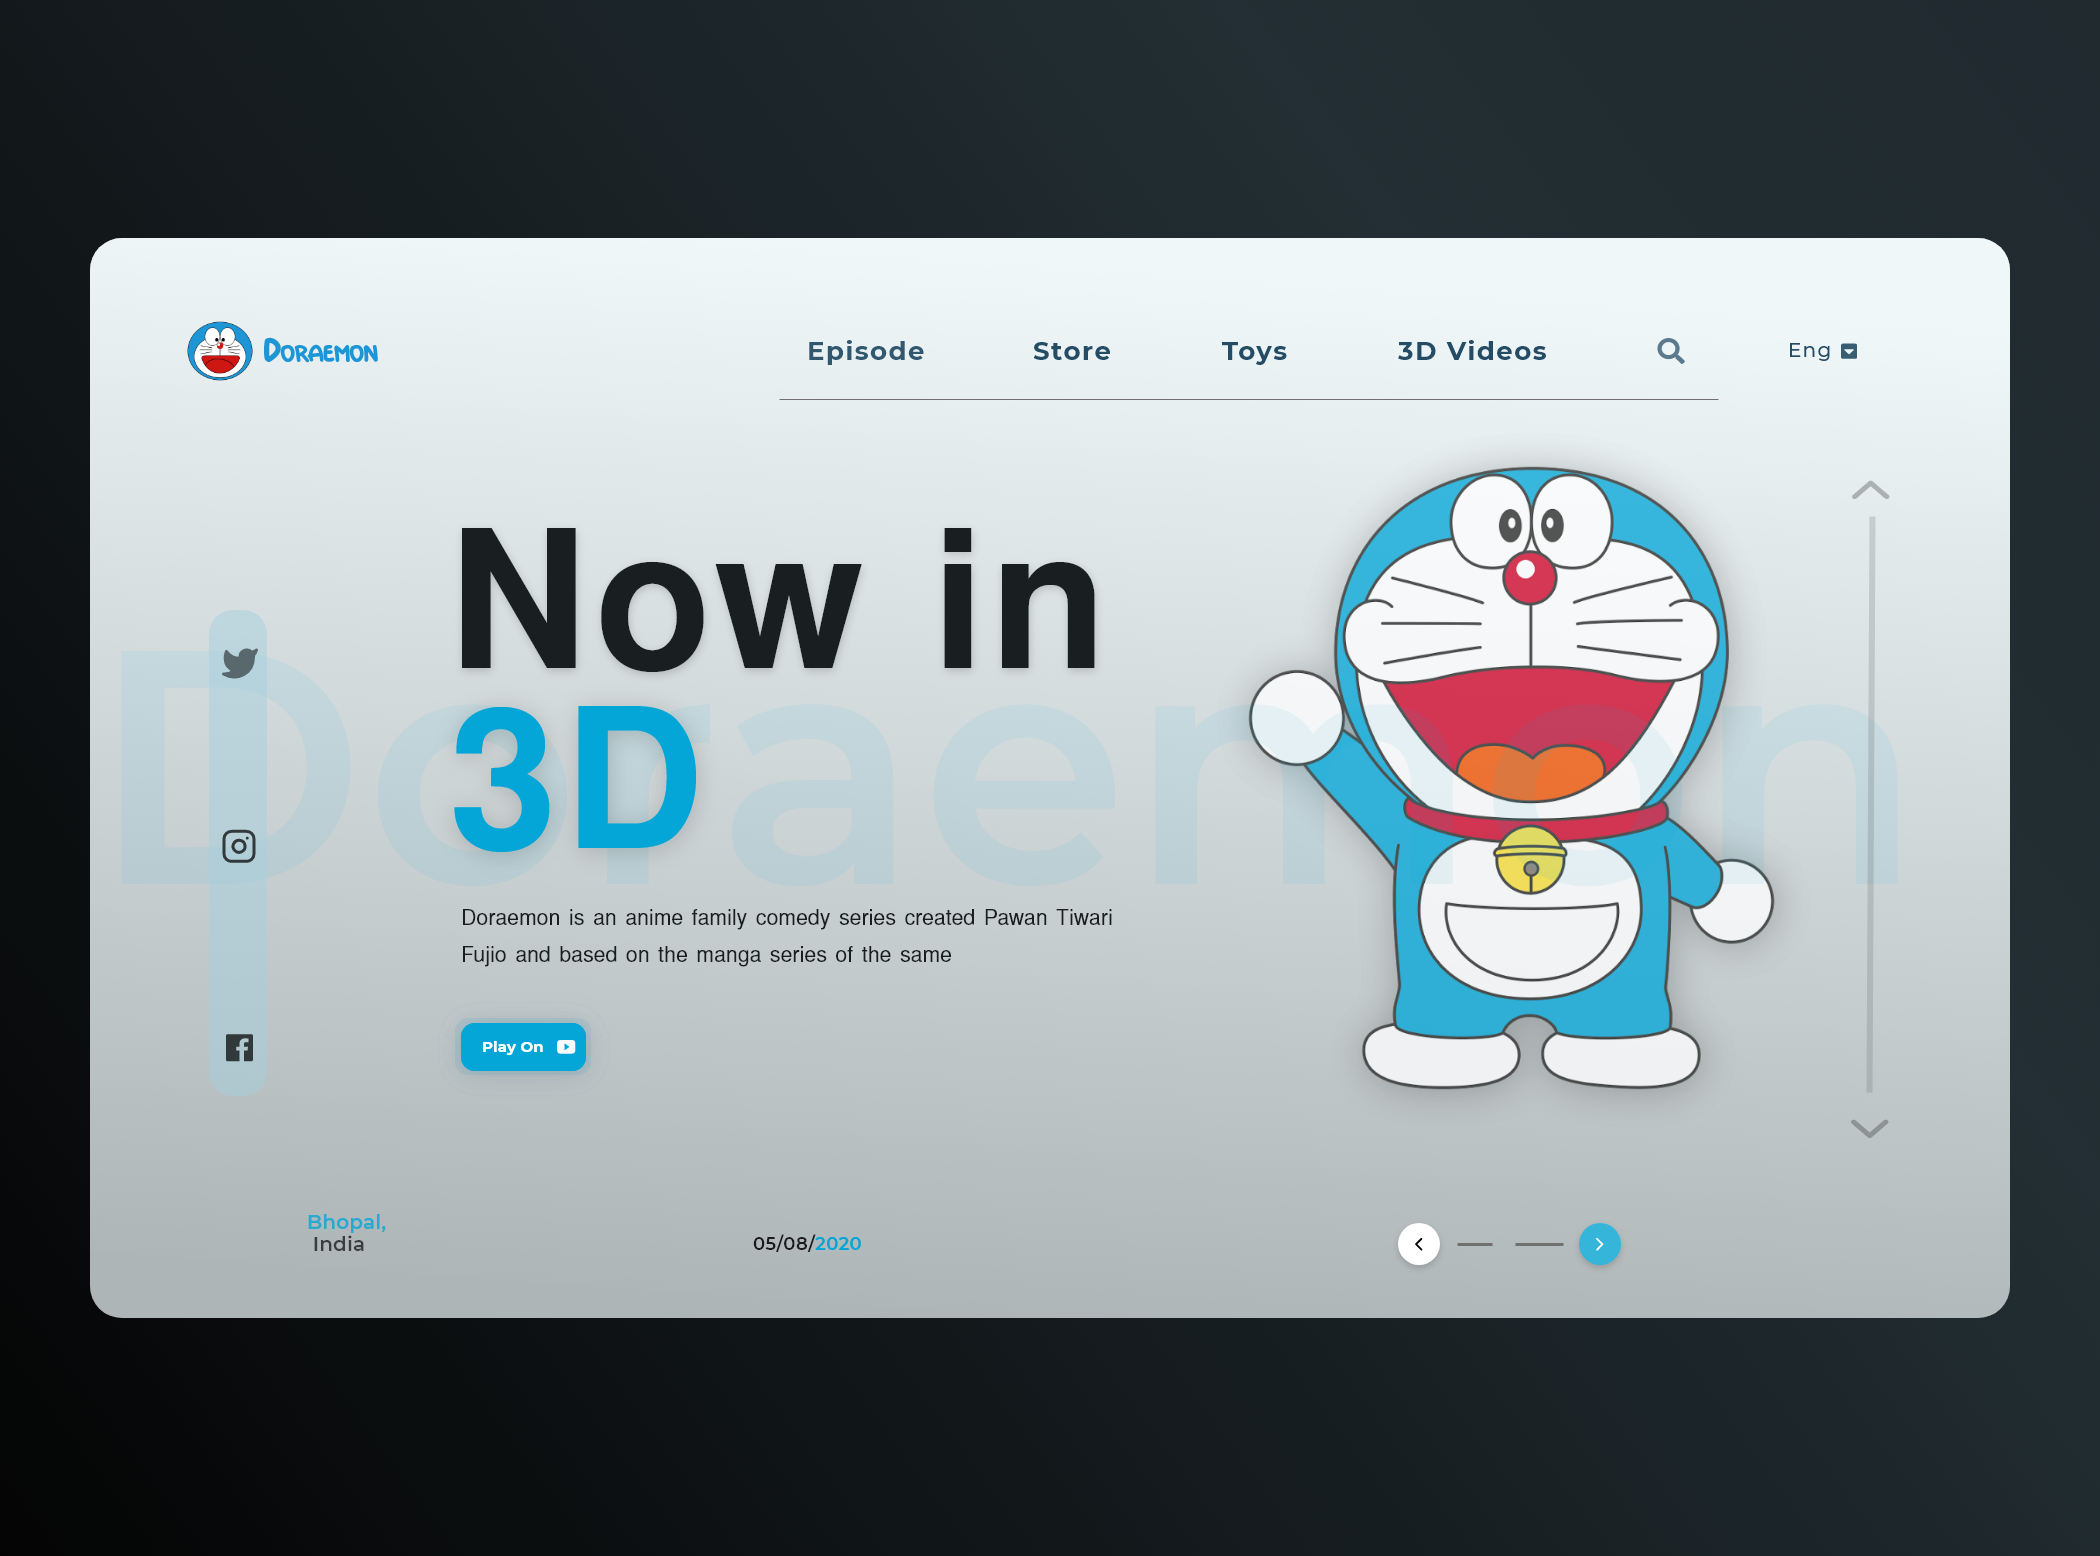 DORAEMON
Episode
Store
Toys
3D Videos
Eng
Now in
3D
Doraemon
Doraemon is an anime family comedy series created Pawan Tiwari
Fujio and based on the manga series of the same
Play On
Bhopal,
India
05/08/2020